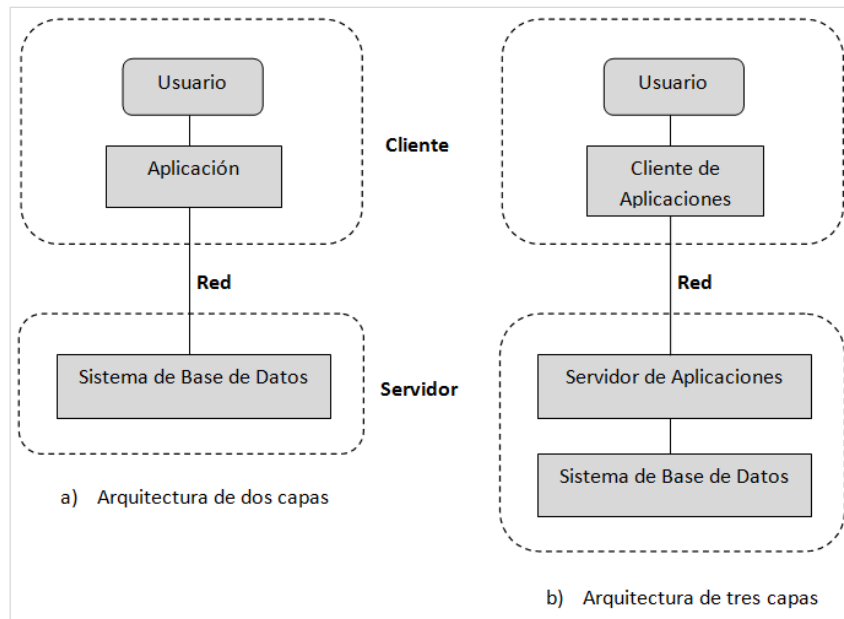 Usuario
Aplicación
Cliente
Red
Sistema de Base de Datos
Servidor
a) Arquitectura de dos capas
Usuario
Cliente de
Aplicaciones
Red
Servidor de Aplicaciones
Sistema de Base de Datos
b) Arquitectura de tres capas